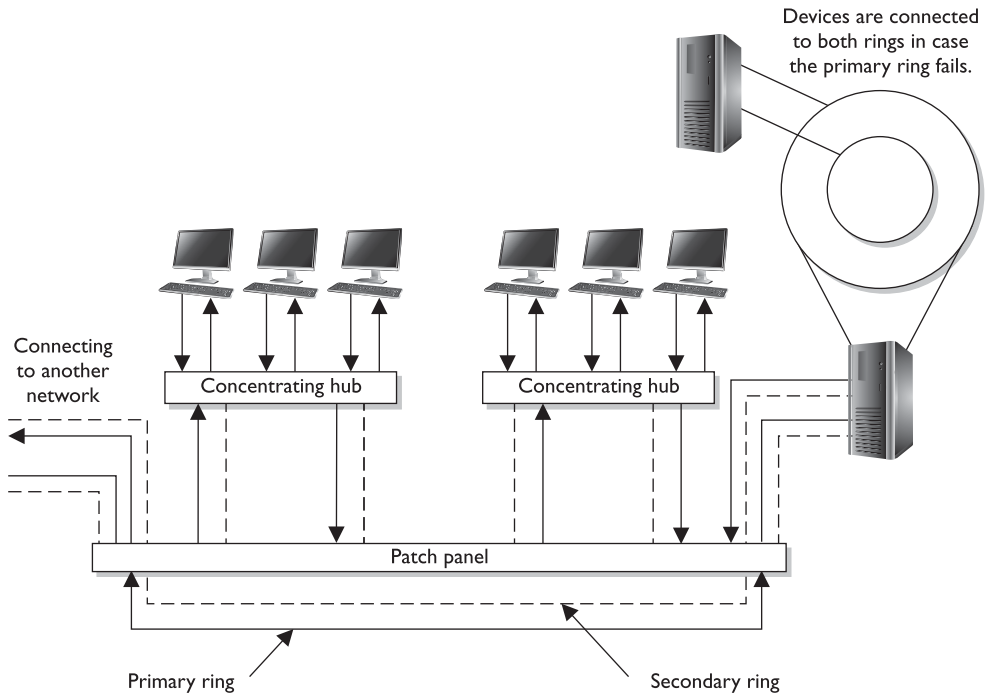 Devices are connected
to both rings in case
the primary ring fails.
Connecting
to another
network
Concentrating hub
Concentrating hub
Patch panel
Primary ring
Secondary ring